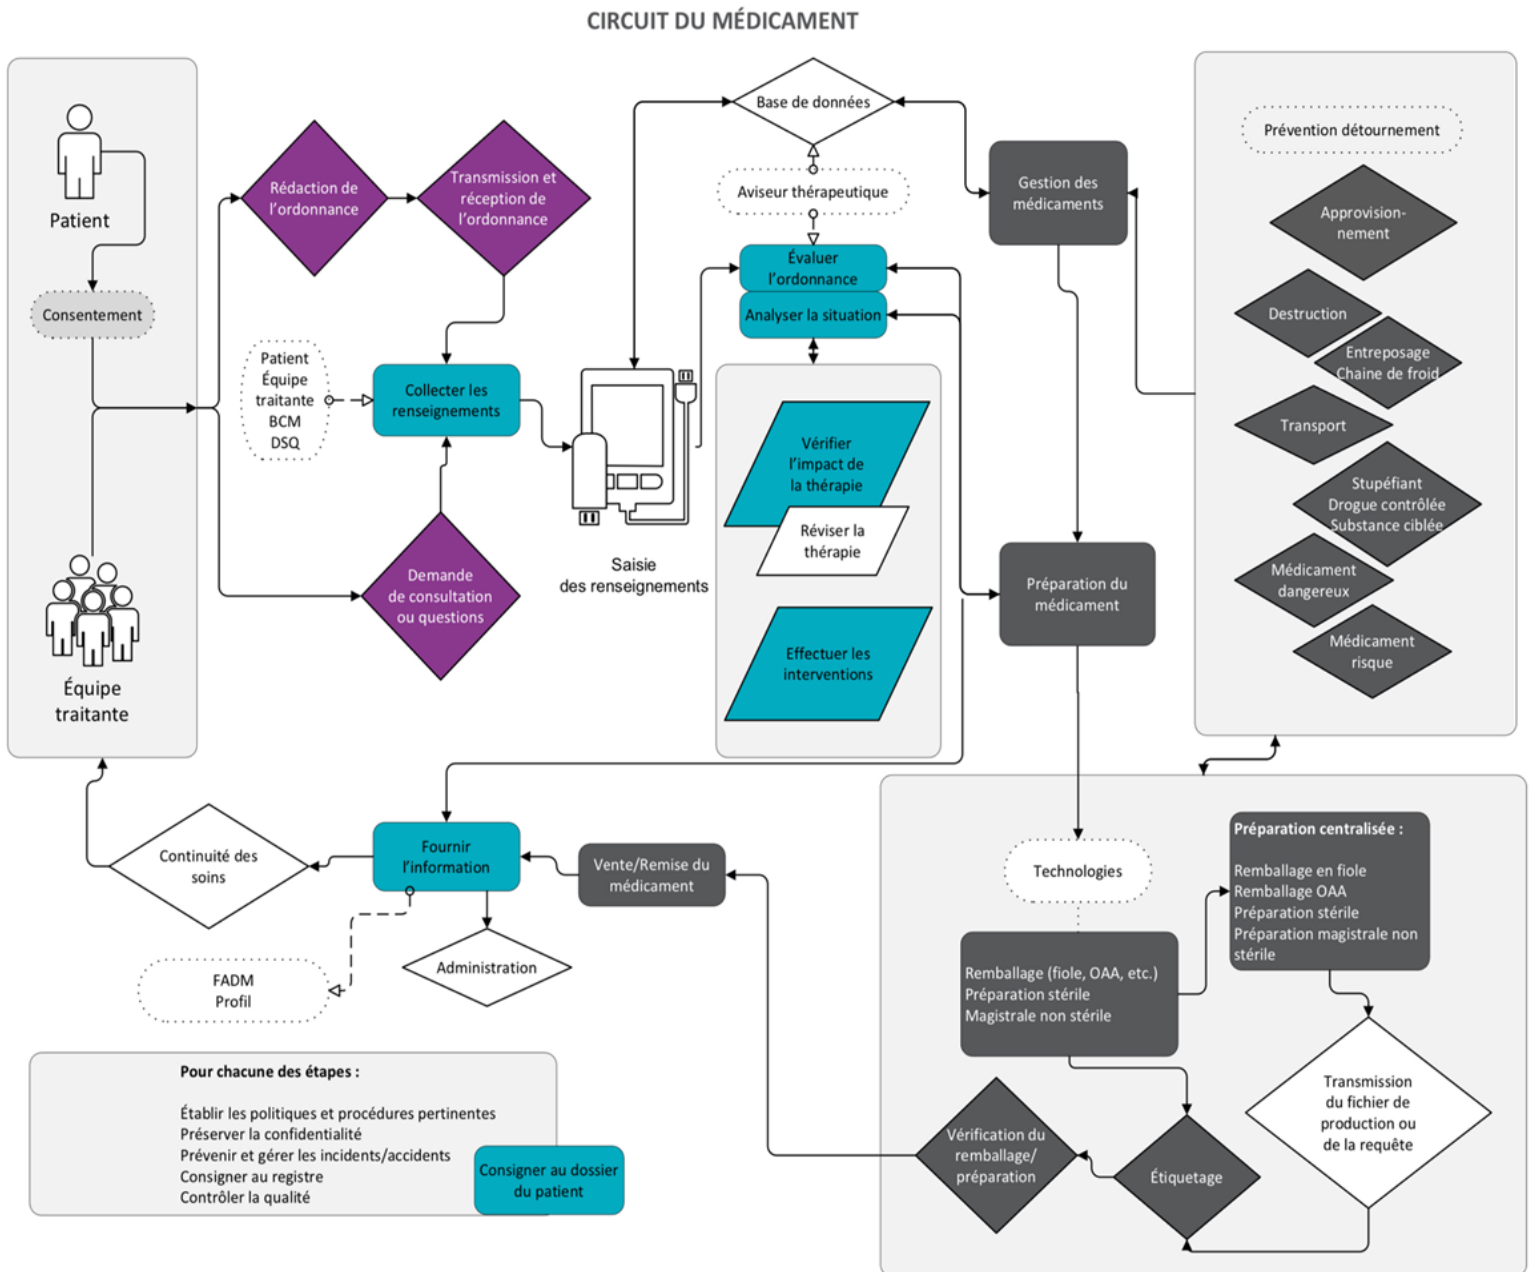 CIRCUIT DU MÉDICAMENT
Patient
Consentement
Équipe
traitante
Rédaction de
l'ordonnance
Transmission et
réception de
l'ordonnance
Patient
Équipe
traitante
BCM
DSQ
Collecter les
renseignements
Demande
de consultation
ou questions
Saisie
des renseignements
Base de données
Aviseur thérapeutique
Évaluer
l'ordonnance
Analyser la situation
Vérifier
l'impact de
la thérapie
Réviser la
thérapie
Effectuer les
interventions
Gestion des
médicaments
Préparation du
médicament
Prévention détournement
Approvision-
nement
Destruction
Entreposage
Chaine de froid
Transport
Stupéfiant
Drogue contrôlée
Substance ciblée
Médicament
dangereux
Médicament
risque
Technologies
Remballage (fiole, OAA, etc.)
Préparation stérile
Magistrale non stérile
Préparation centralisée :
Remballage en fiole
Remballage OAA
Préparation stérile
Préparation magistrale non
stérile
Transmission
du fichier de
production ou
de la requête
Étiquetage
Vérification du
remballage/
préparation
Vente/Remise du
médicament
Fournir
l'information
Continuité des
soins
Administration
FADM
Profil
Pour chacune des étapes :
Établir les politiques et procédures pertinentes
Préserver la confidentialité
Prévenir et gérer les incidents/accidents
Consigner au registre
Contrôler la qualité
Consigner au dossier
du patient